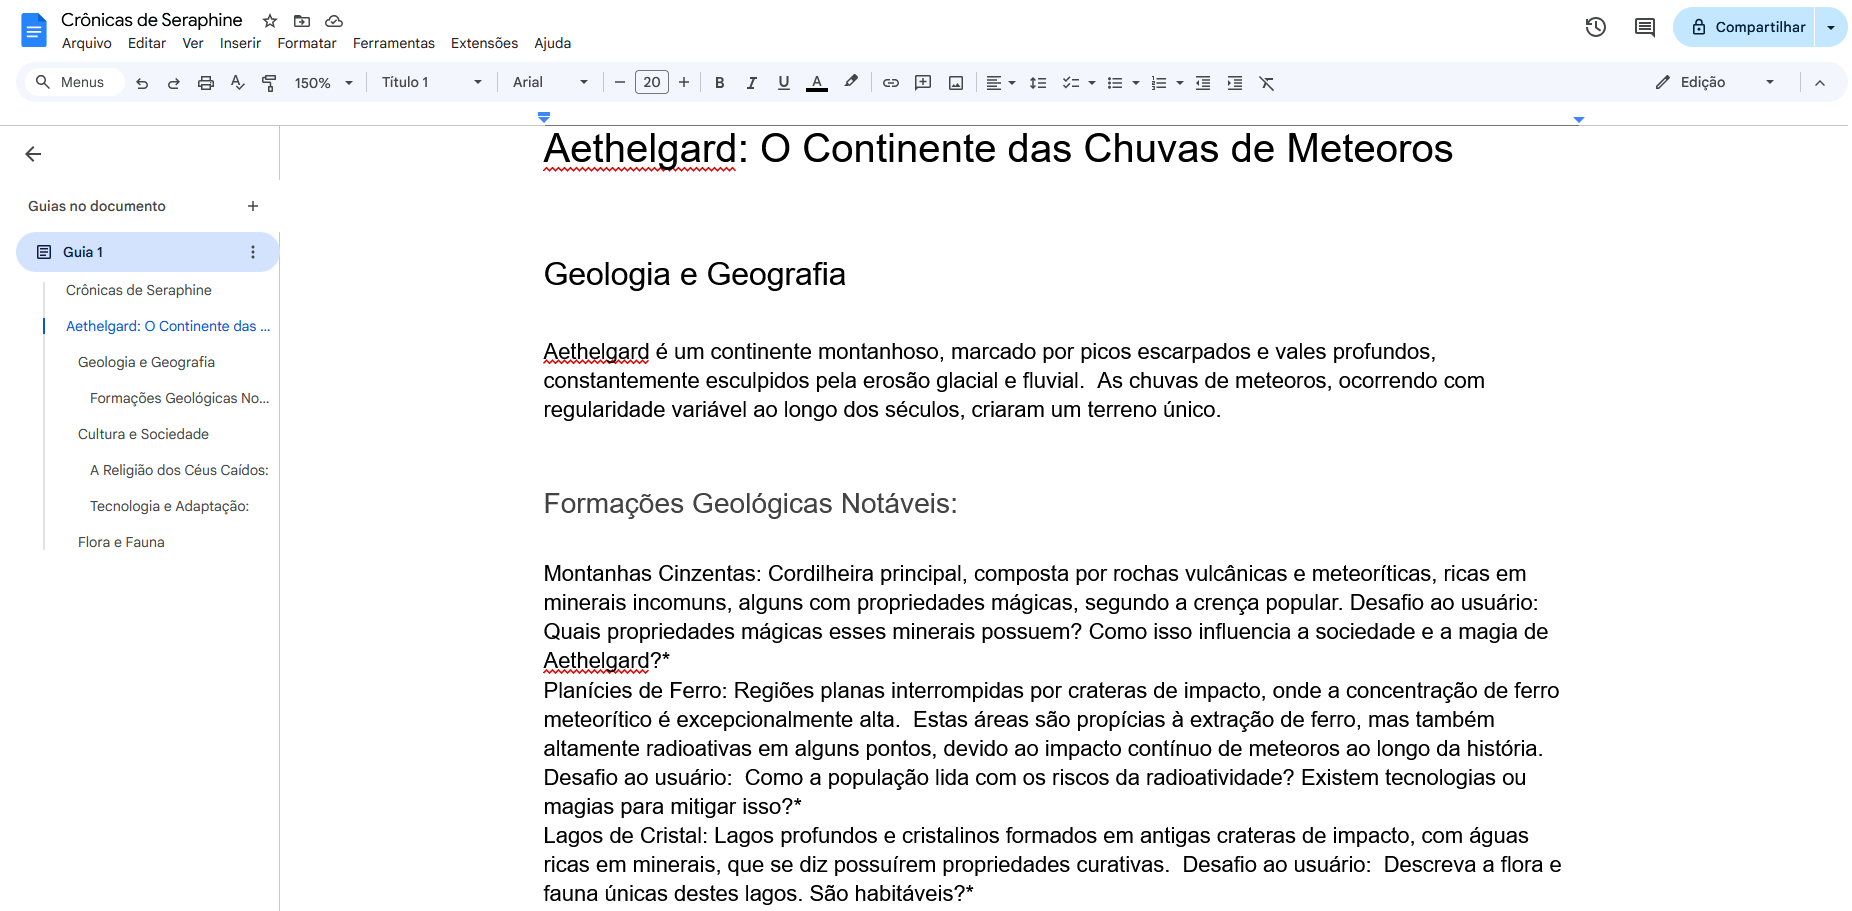 Crônicas de Seraphine
Arquivo Editar Ver Inserir Formatar Ferramentas Extensões Ajuda
Compartilhar
Menus 150% Título 1 Arial 20 B I U A Edição
Guias no documento
Guia 1
Crônicas de Seraphine
Aethelgard: O Continente das ...
Geologia e Geografia
Formações Geológicas No...
Cultura e Sociedade
A Religião dos Céus Caídos:
Tecnologia e Adaptação:
Flora e Fauna
Aethelgard: O Continente das Chuvas de Meteoros
Geologia e Geografia
Aethelgard é um continente montanhoso, marcado por picos escarpados e vales profundos,
constantemente esculpidos pela erosão glacial e fluvial.  As chuvas de meteoros, ocorrendo com
regularidade variável ao longo dos séculos, criaram um terreno único.
Formações Geológicas Notáveis:
Montanhas Cinzentas: Cordilheira principal, composta por rochas vulcânicas e meteoríticas, ricas em
minerais incomuns, alguns com propriedades mágicas, segundo a crença popular. Desafio ao usuário:
Quais propriedades mágicas esses minerais possuem? Como isso influencia a sociedade e a magia de
Aethelgard?*
Planícies de Ferro: Regiões planas interrompidas por crateras de impacto, onde a concentração de ferro
meteorítico é excepcionalmente alta.  Estas áreas são propícias à extração de ferro, mas também
altamente radioativas em alguns pontos, devido ao impacto contínuo de meteoros ao longo da história.
Desafio ao usuário:  Como a população lida com os riscos da radioatividade? Existem tecnologias ou
magias para mitigar isso?*
Lagos de Cristal: Lagos profundos e cristalinos formados em antigas crateras de impacto, com águas
ricas em minerais, que se diz possuírem propriedades curativas.  Desafio ao usuário:  Descreva a flora e
fauna únicas destes lagos. São habitáveis?*